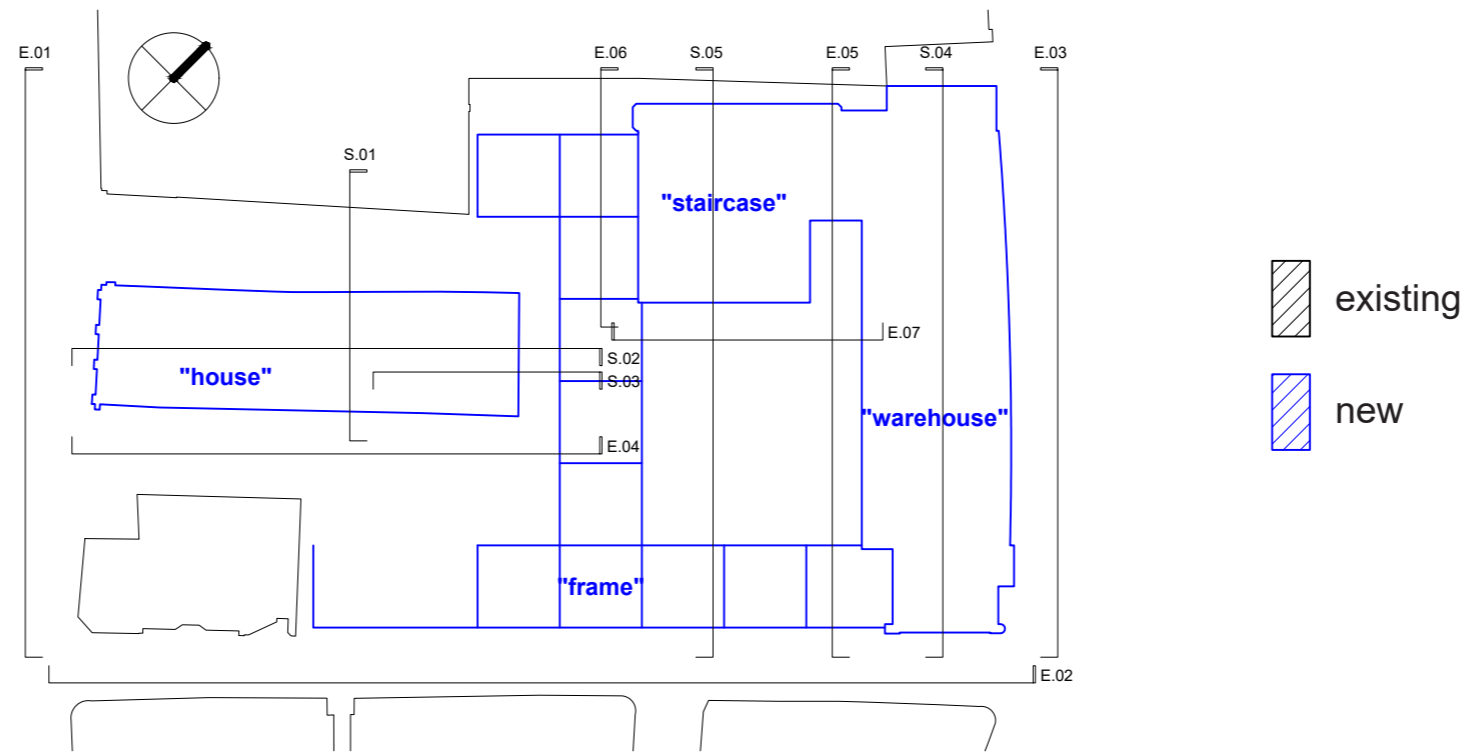 E.01
E.06
S.05
E.05
S.04
E.03
S.01
"staircase"
existing
E.07
S.02
"house"
S.03
new
"warehouse"
E.04
"frame"
E.02